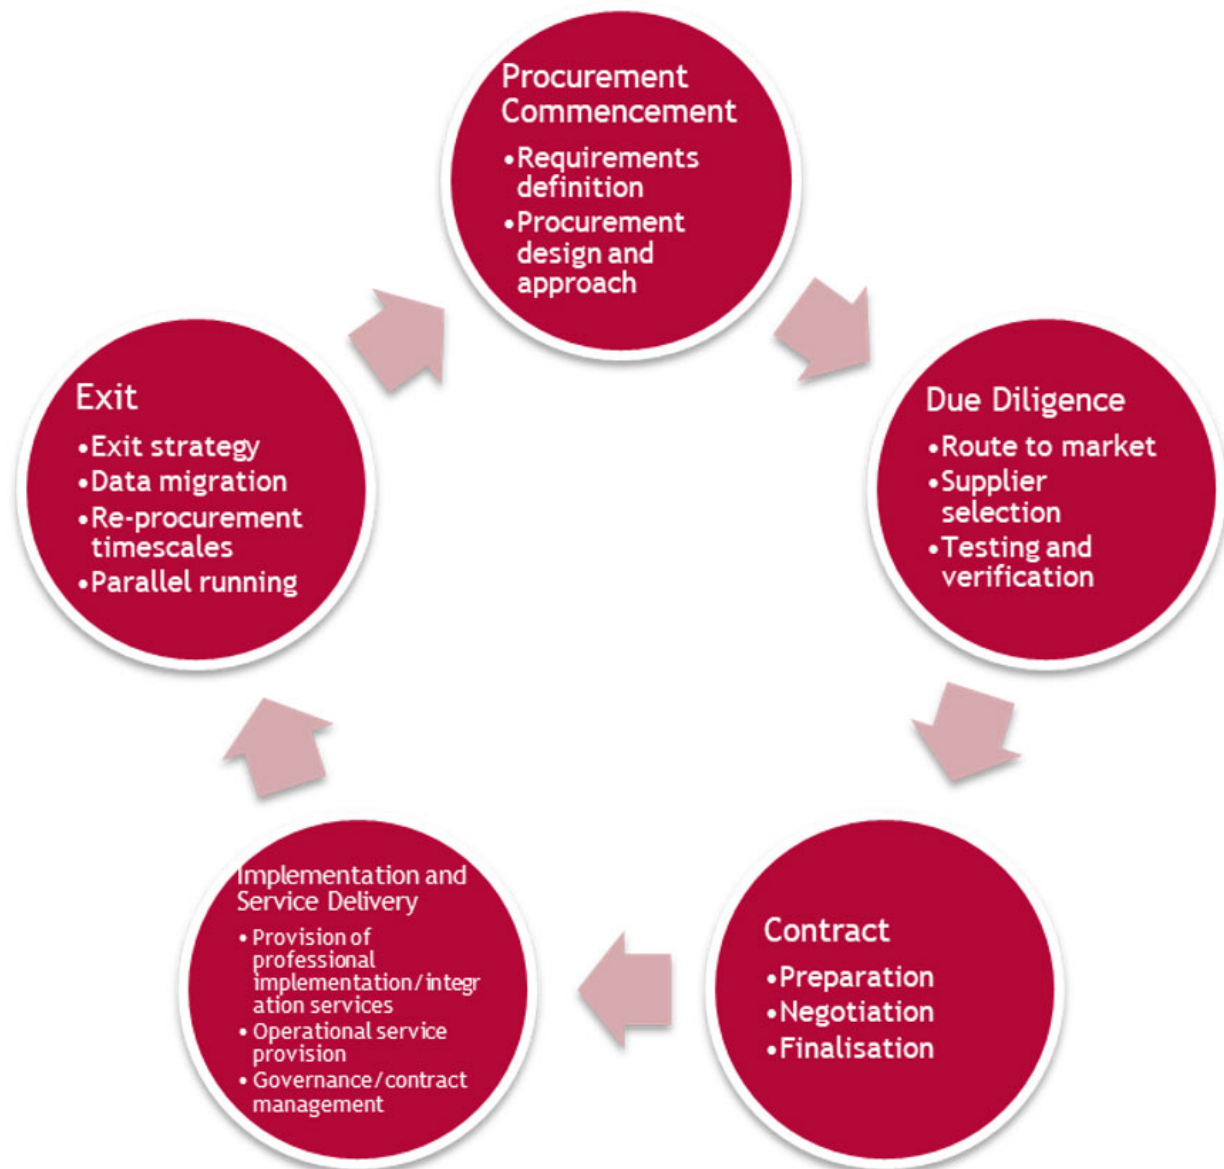 Procurement
Commencement
•Requirements
definition
•Procurement
design and
approach
Due Diligence
•Route to market
•Supplier
selection
•Testing and
verification
Contract
•Preparation
•Negotiation
•Finalisation
Implementation and
Service Delivery
• Provision of
professional
implementation/integr
ation services
• Operational service
provision
• Governance/contract
management
Exit
•Exit strategy
•Data migration
•Re-procurement
timescales
•Parallel running